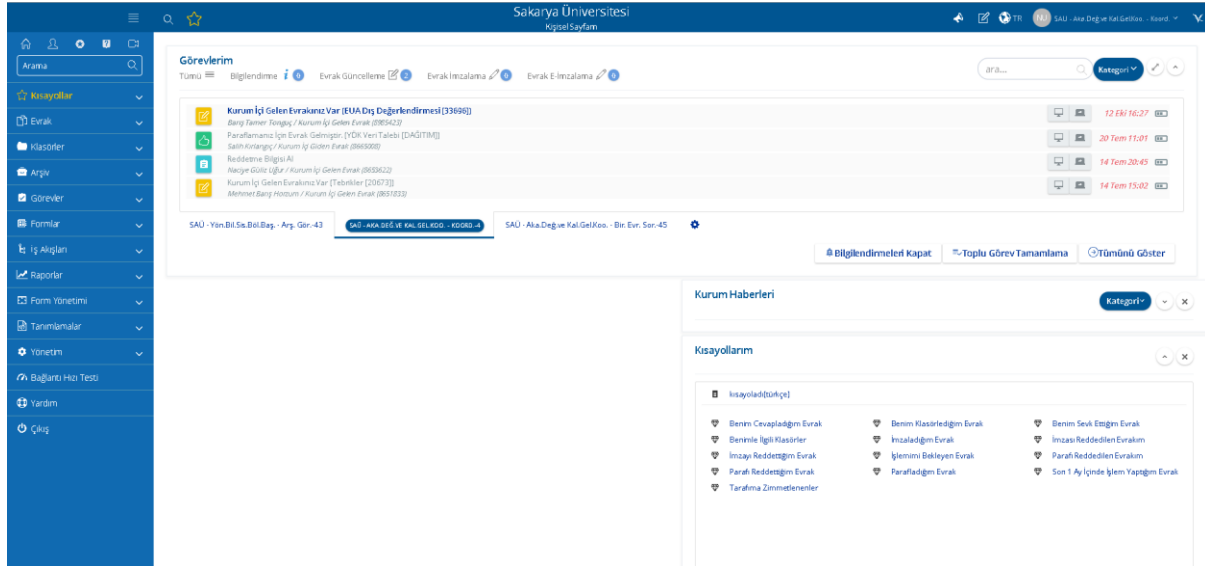 Sakarya Üniversitesi
Kişisel Sayfam
TR
NU
SAÜ - Aka.Değ.ve Kal.Gel.Koo. - Koord.
Arama
Kısayollar
Evrak
Klasörler
Arşiv
Görevler
Formlar
İş Akışları
Raporlar
Form Yönetimi
Tanımlamalar
Yönetim
Bağlantı Hızı Testi
Yardım
Çıkış
Görevlerim
Tümü Bilgilendirme Evrak Güncelleme 2 Evrak İmzalama Evrak E-İmzalama
ara.... Kategori
Kurum İçi Gelen Evrakınız Var [EUA Dış Değerlendirmesi [33696]]
Barış Tamer Tonguç / Kurum İçi Gelen Evrak (8985423)
12 Eki 16:27
Paraflamanız İçin Evrak Gelmiştir. [YDK Veri Talebi [DAĞITIM]]
Salih Kırlangıç / Kurum İçi Giden Evrak (8665008)
20 Tem 11:01
Reddetme Bilgisi Al
Naciye Güliz Uğur / Kurum İçi Gelen Evrak (8653622)
14 Tem 20:45
Kurum İçi Gelen Evrakınız Var [Tebrikler [20673]]
Mehmet Barış Horzum / Kurum İçi Gelen Evrak (8651833)
14 Tem 15:02
SAÜ - Yön.Bil.Sis.Böl.Baş. - Arş. Gör.-43 SAÜ - AKA.DEĞ.VE KAL.GEL.KOO. - KOORD.-4 SAÜ - Aka.Değ.ve Kal.Gel.Koo. - Bir. Evr. Sor.-45
Bilgilendirmeleri Kapat Toplu Görev Tamamlama Tümünü Göster
Kurum Haberleri
Kategori
Kısayollarım
kısayoladı[türkçe]
Benim Cevapladığım Evrak Benim Klasörlediğim Evrak Benim Sevk Ettiğim Evrak
Benimle İlgili Klasörler İmzaladığım Evrak İmzası Reddedilen Evrakım
İmzayı Reddettiğim Evrak İşlemimi Bekleyen Evrak Parafı Reddedilen Evrakım
Parafı Reddettiğim Evrak Parafladığım Evrak Son 1 Ay İçinde İşlem Yaptığım Evrak
Tarafıma Zimmetlenenler